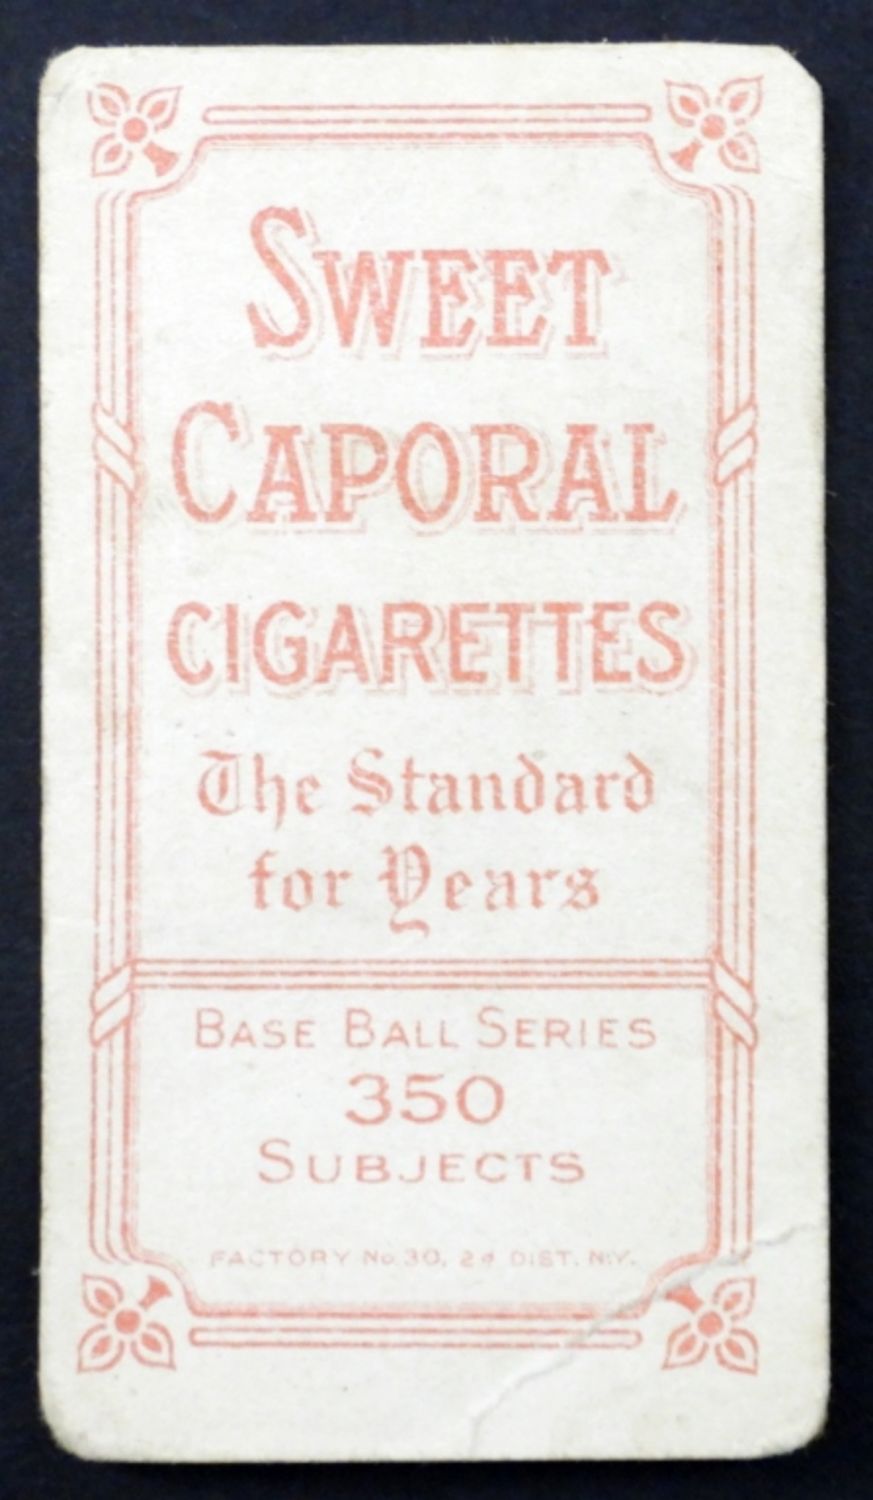 SWEET
CAPORAL
CIGARETTES
The Standard
for Years
BASE BALL SERIES
350
SUBJECTS
FACTORY No. 30, 2d DIST. N.Y.